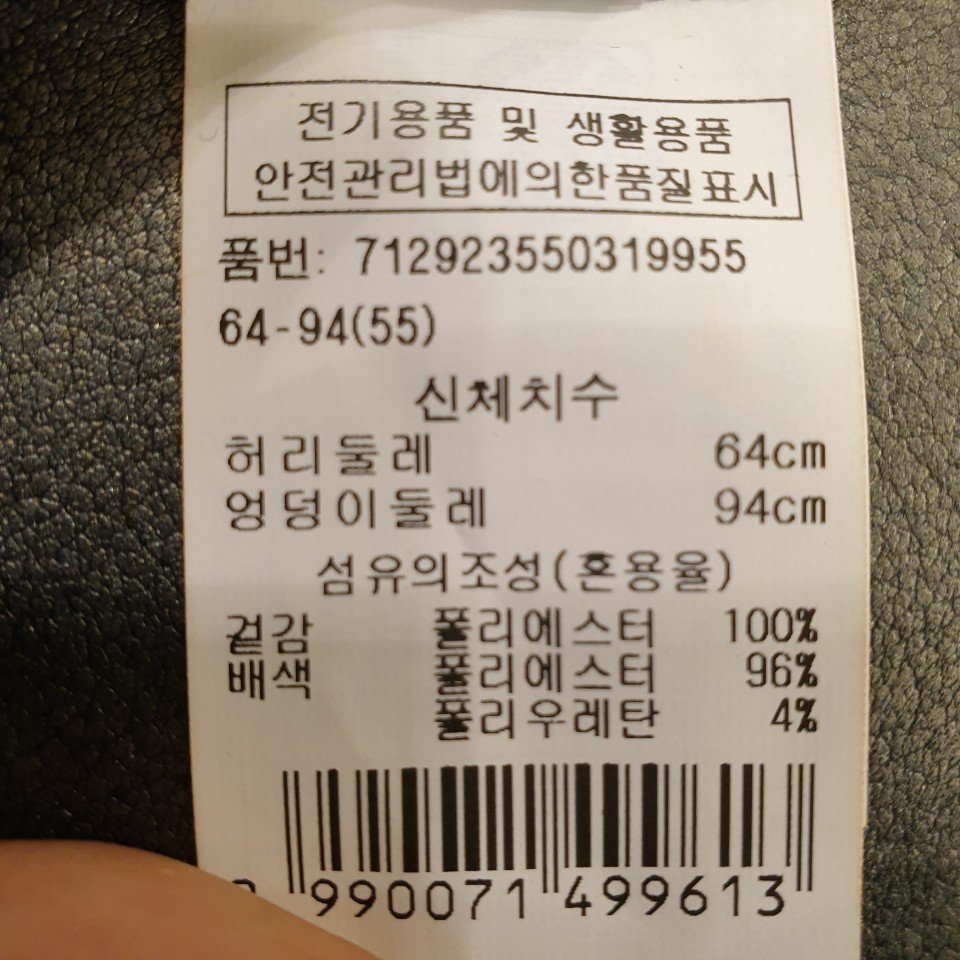 전기용품 및 생활용품
안전관리법에의한품질표시
품번: 712923550319955
64-94(55)
신체치수
허리둘레 64cm
엉덩이둘레 94cm
섬유의조성(혼용율)
겉감 폴리에스터 100%
배색 폴리에스터 96%
폴리우레탄 4%
990071 499613